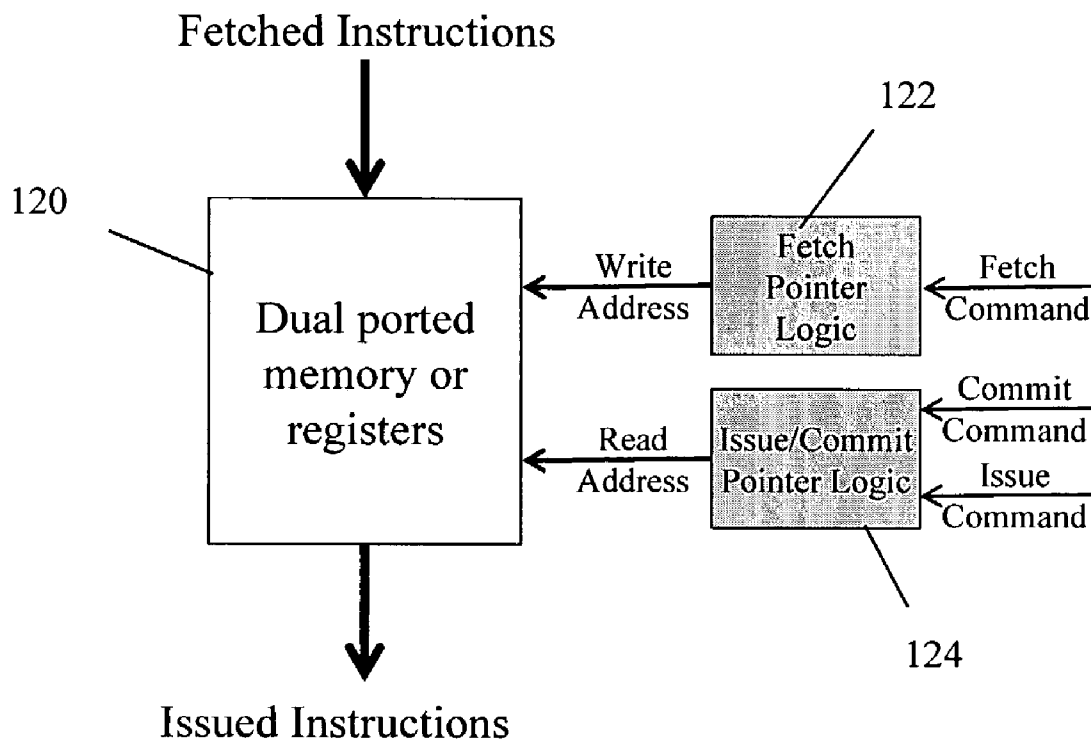 Fetched Instructions
122
120
Fetch
Pointer
Logic
Write
Address
Fetch
Command
Dual ported
memory or
registers
Commit
Command
Read
Address
Issue/Commit
Pointer Logic
Issue
Command
124
Issued Instructions